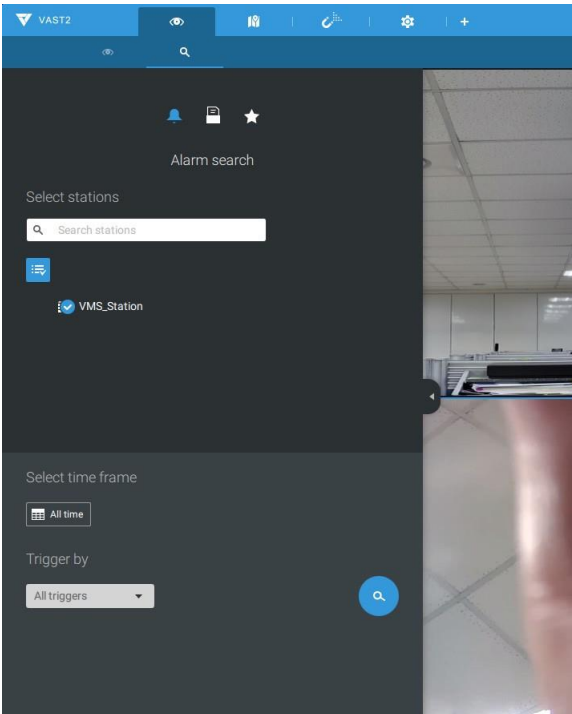 VAST2
Alarm search
Select stations
Search stations
VMS_Station
Select time frame
All time
Trigger by
All triggers